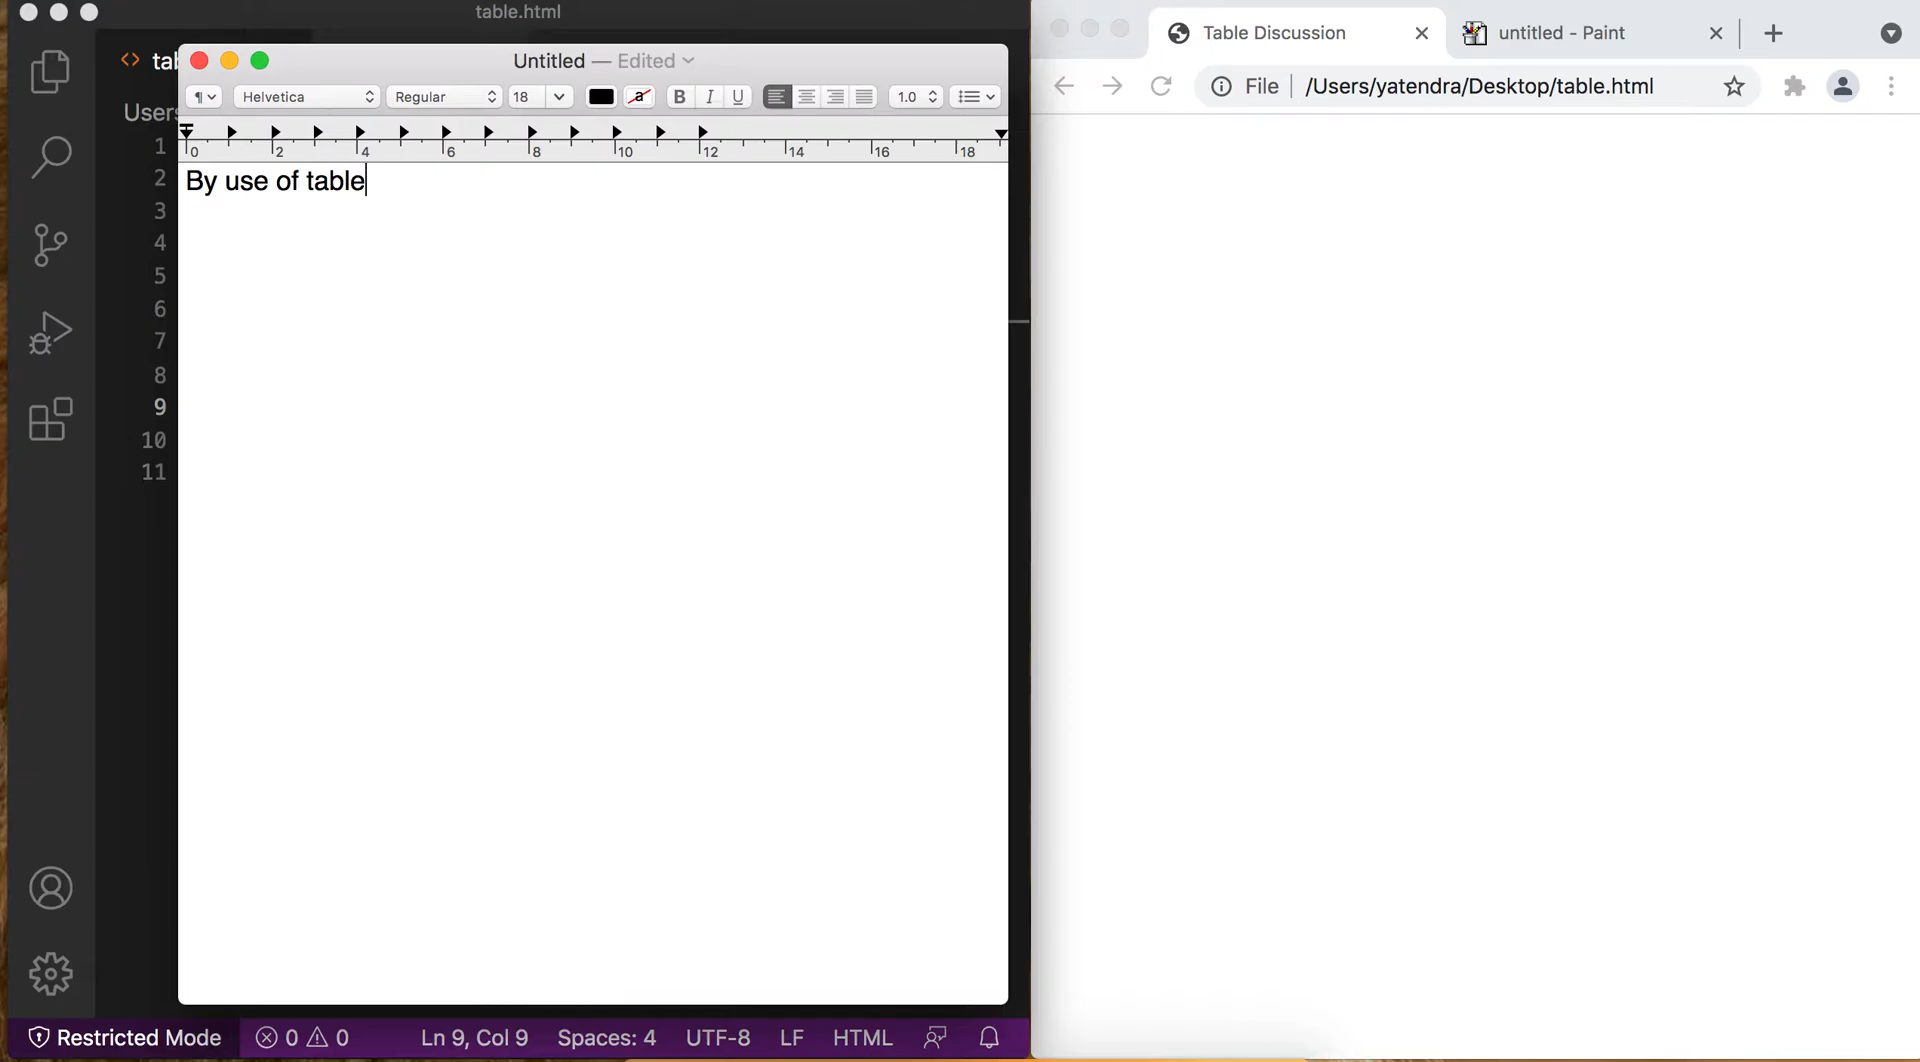 table.html
Table Discussion
untitled - Paint
File
/Users/yatendra/Desktop/table.html
Untitled — Edited
Helvetica
Regular
18
a
B
I
U
1.0
Users
0 2 4 6 8 10 12 14 16 18
By use of table
1
2
3
4
5
6
7
8
9
10
11
Restricted Mode
0
0
Ln 9, Col 9
Spaces: 4
UTF-8
LF
HTML